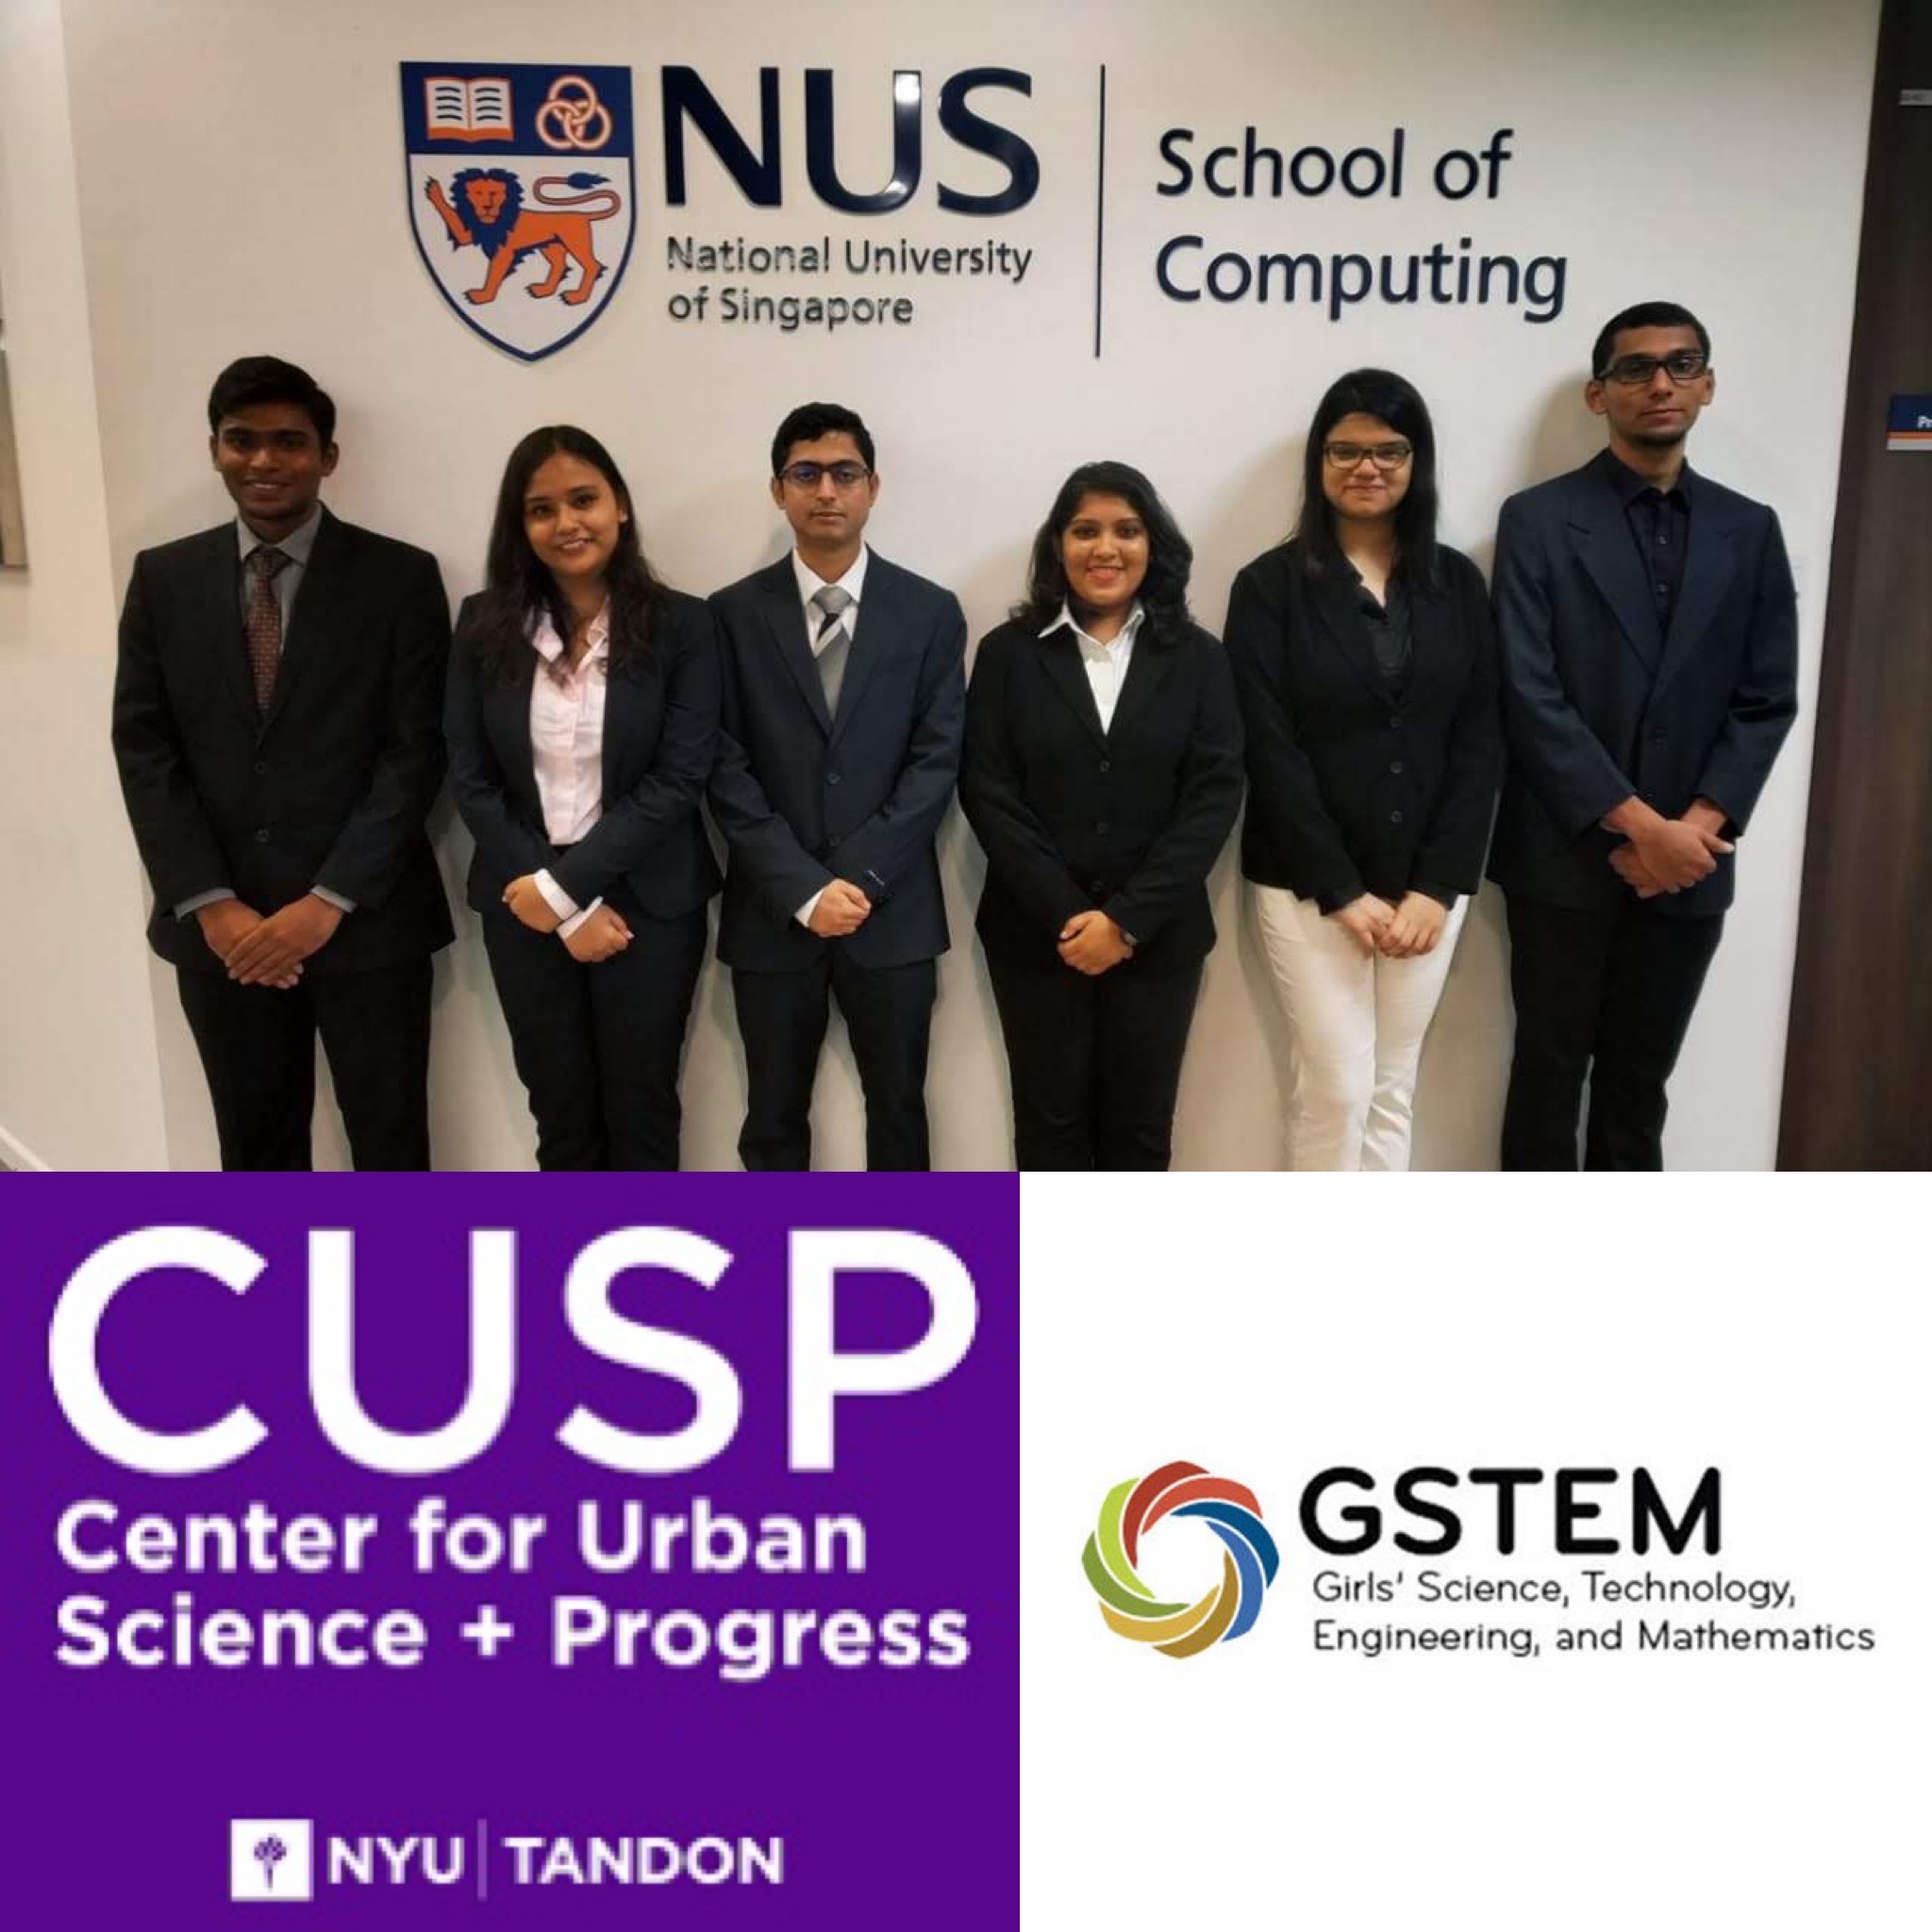 NUS
National University
of Singapore
School of
Computing
CUSP
Center for Urban
Science + Progress
NYU | TANDON
GSTEM
Girls' Science, Technology,
Engineering, and Mathematics